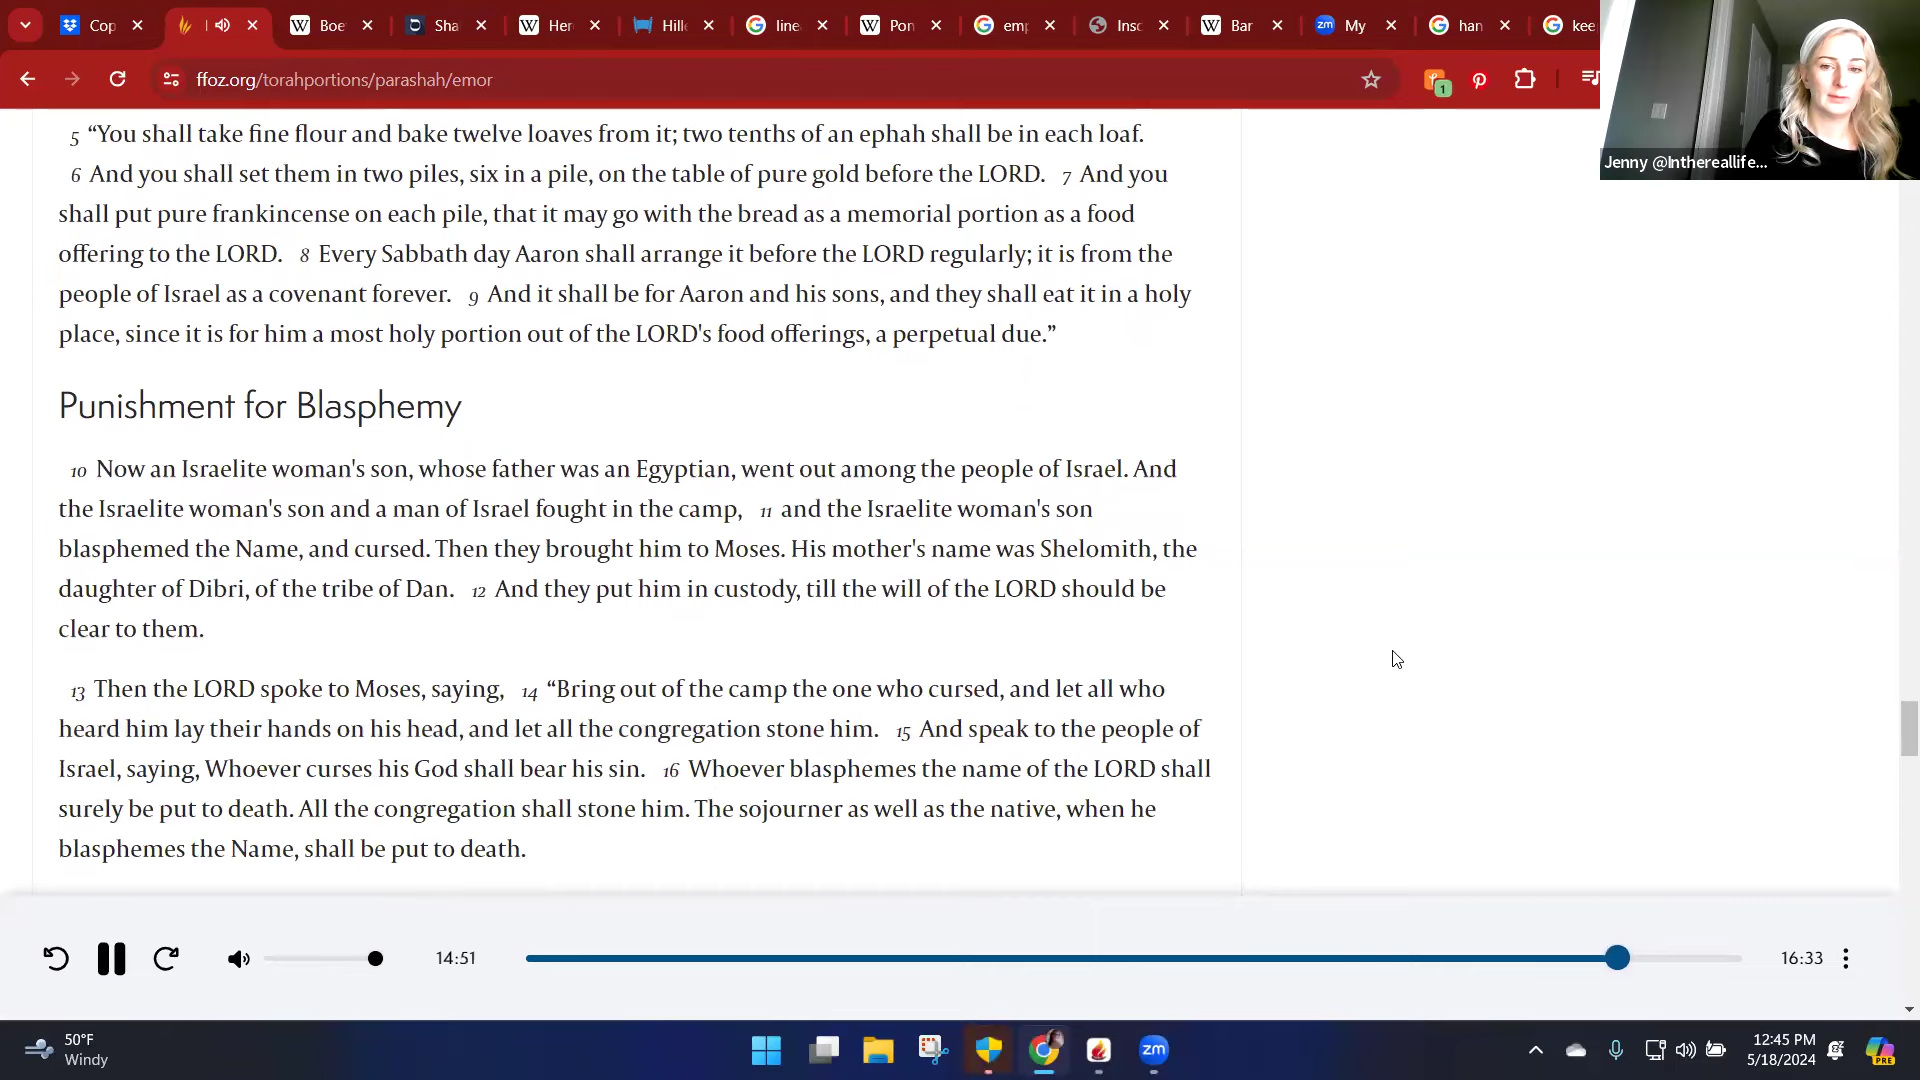 Cop
Boe
Sha
Her
Hille
line
Pon
emp
Insc
Bar
My
han
kee
ffoz.org/torahportions/parashah/emor
1
Jenny @Inthereallife...
5 “You shall take fine flour and bake twelve loaves from it; two tenths of an ephah shall be in each loaf.
6 And you shall set them in two piles, six in a pile, on the table of pure gold before the LORD. 7 And you
shall put pure frankincense on each pile, that it may go with the bread as a memorial portion as a food
offering to the LORD. 8 Every Sabbath day Aaron shall arrange it before the LORD regularly; it is from the
people of Israel as a covenant forever. 9 And it shall be for Aaron and his sons, and they shall eat it in a holy
place, since it is for him a most holy portion out of the LORD's food offerings, a perpetual due.”
Punishment for Blasphemy
10 Now an Israelite woman's son, whose father was an Egyptian, went out among the people of Israel. And
the Israelite woman's son and a man of Israel fought in the camp, 11 and the Israelite woman's son
blasphemed the Name, and cursed. Then they brought him to Moses. His mother's name was Shelomith, the
daughter of Dibri, of the tribe of Dan. 12 And they put him in custody, till the will of the LORD should be
clear to them.
13 Then the LORD spoke to Moses, saying, 14 “Bring out of the camp the one who cursed, and let all who
heard him lay their hands on his head, and let all the congregation stone him. 15 And speak to the people of
Israel, saying, Whoever curses his God shall bear his sin. 16 Whoever blasphemes the name of the LORD shall
surely be put to death. All the congregation shall stone him. The sojourner as well as the native, when he
blasphemes the Name, shall be put to death.
14:51
16:33
50°F
Windy
zm
12:45 PM
5/18/2024
PRE